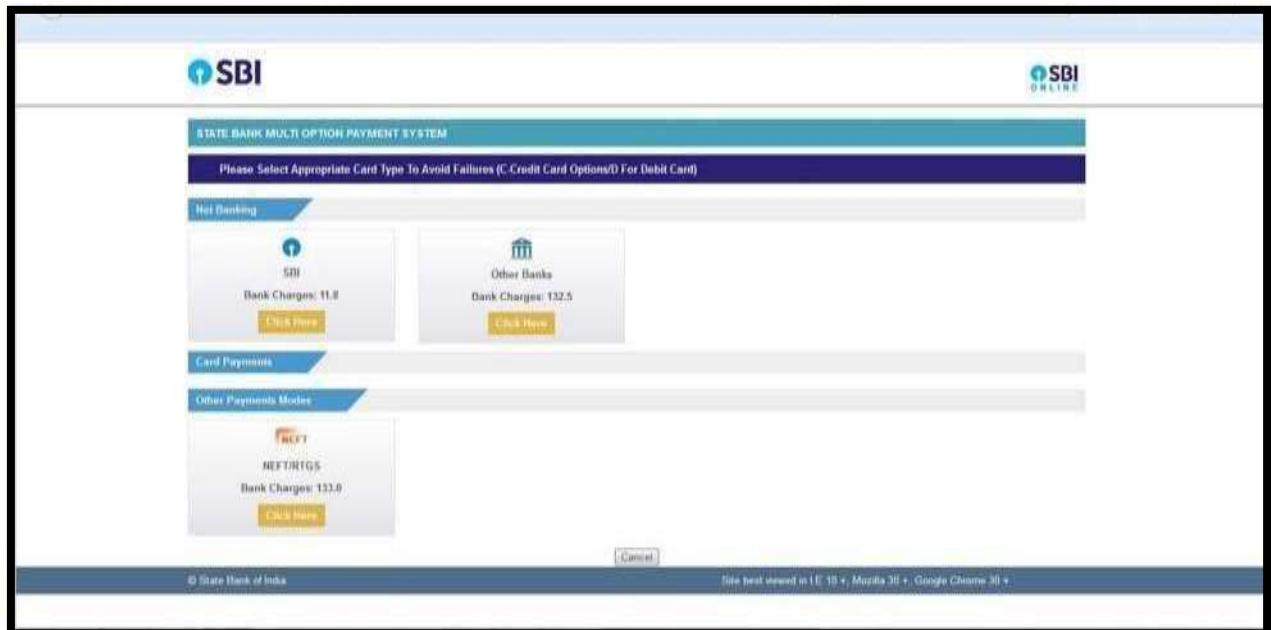 SBI
SBI
ONLINE
STATE BANK MULTI OPTION PAYMENT SYSTEM
Please Select Appropriate Card Type To Avoid Failures (C-Credit Card Options/D For Debit Card)
Net Banking
SBI
Bank Charges: 11.8
Click Here
Other Banks
Bank Charges: 132.5
Click Here
Card Payments
Other Payments Modes
NEFT
NEFT/RTGS
Bank Charges: 133.0
Click Here
Cancel
© State Bank of India
Site best viewed in I.E 10 +, Mozilla 30 +, Google Chrome 30 +